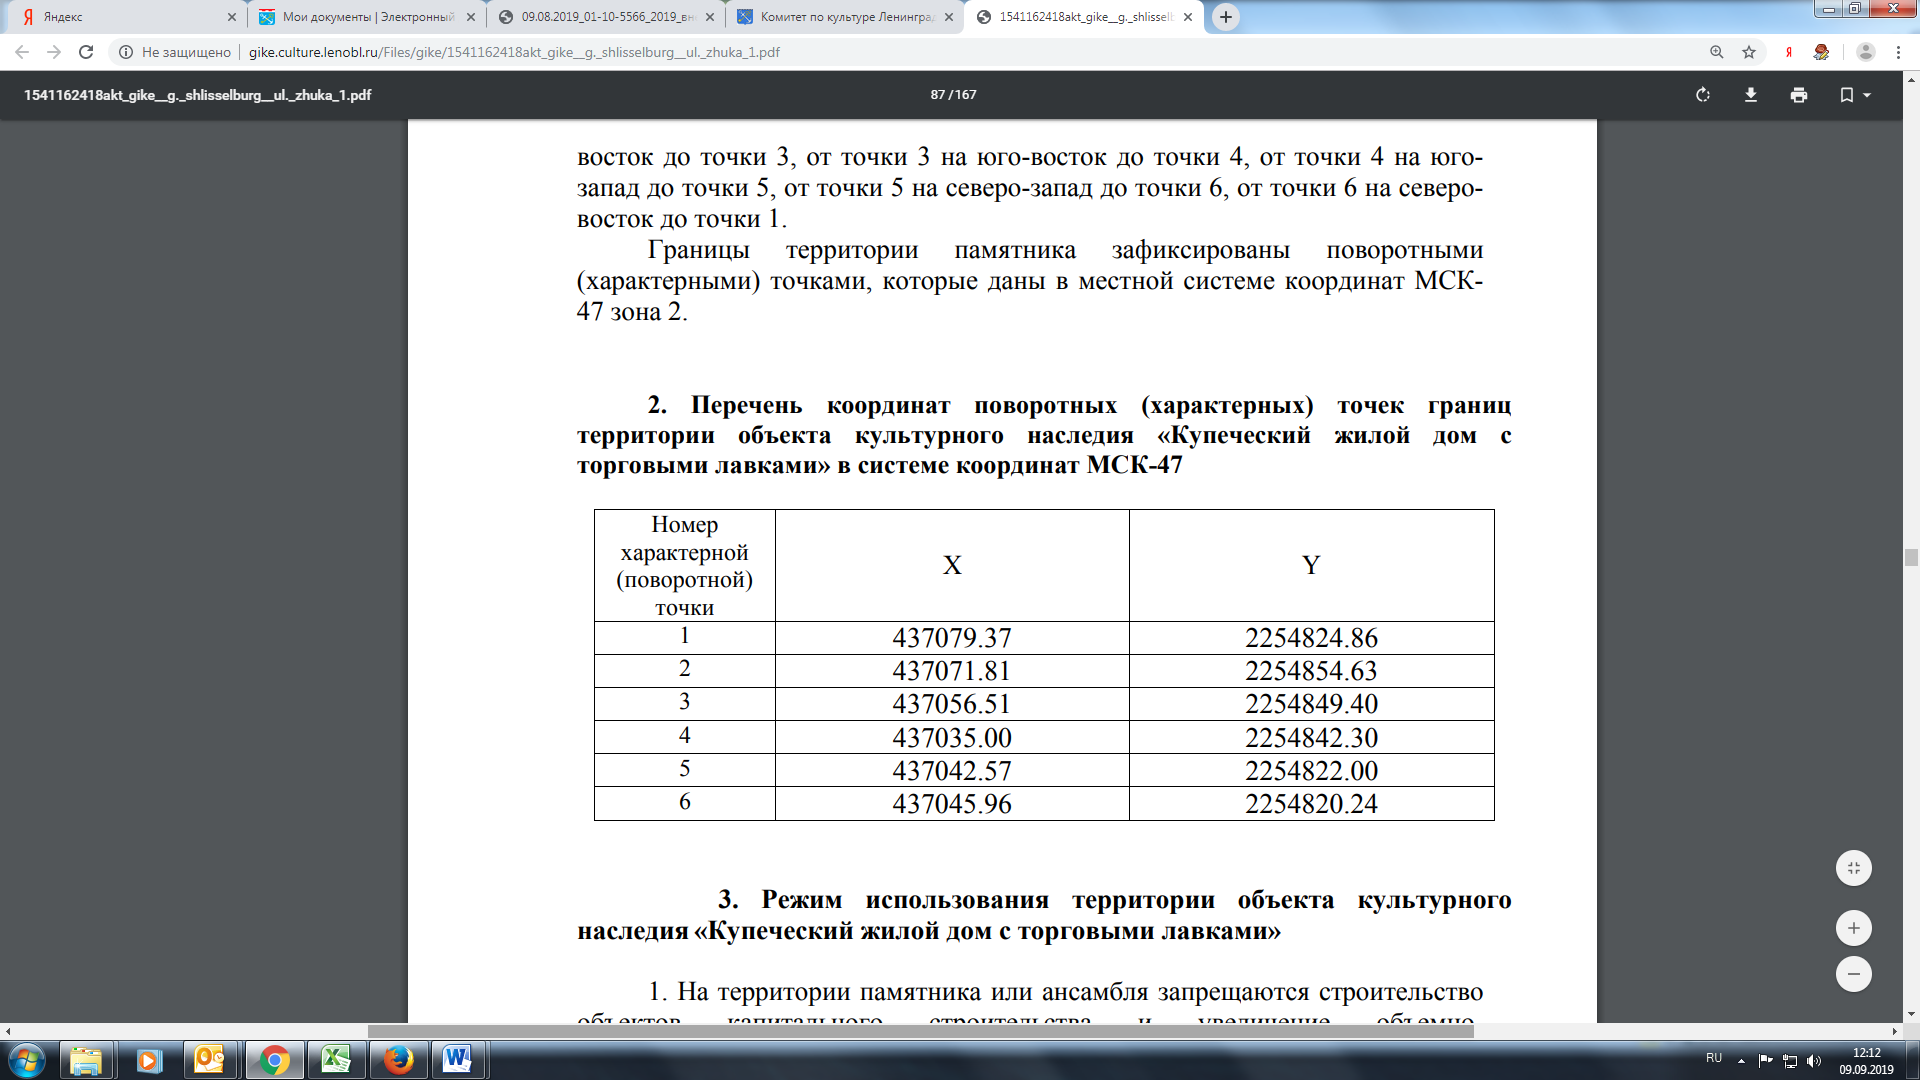 Яндекс
Мои документы | Электронный
09.08.2019_01-10-5566_2019_вн
Комитет по культуре Ленинград
1541162418akt_gike__g._shlisselb
Не защищено gike.culture.lenobl.ru/Files/gike/1541162418akt_gike__g._shlisselburg__ul._zhuka_1.pdf
1541162418akt_gike__g._shlisselburg__ul._zhuka_1.pdf
87 / 167
восток до точки 3, от точки 3 на юго-восток до точки 4, от точки 4 на юго-
запад до точки 5, от точки 5 на северо-запад до точки 6, от точки 6 на северо-
восток до точки 1.
Границы территории памятника зафиксированы поворотными
(характерными) точками, которые даны в местной системе координат МСК-
47 зона 2.
2. Перечень координат поворотных (характерных) точек границ
территории объекта культурного наследия «Купеческий жилой дом с
торговыми лавками» в системе координат МСК-47
Номер
характерной
(поворотной)
точки
X
Y
1 437079.37 2254824.86
2 437071.81 2254854.63
3 437056.51 2254849.40
4 437035.00 2254842.30
5 437042.57 2254822.00
6 437045.96 2254820.24
3. Режим использования территории объекта культурного
наследия «Купеческий жилой дом с торговыми лавками»
1. На территории памятника или ансамбля запрещаются строительство
объектов капитального строительства и увеличение объемно-
RU
12:12
09.09.2019